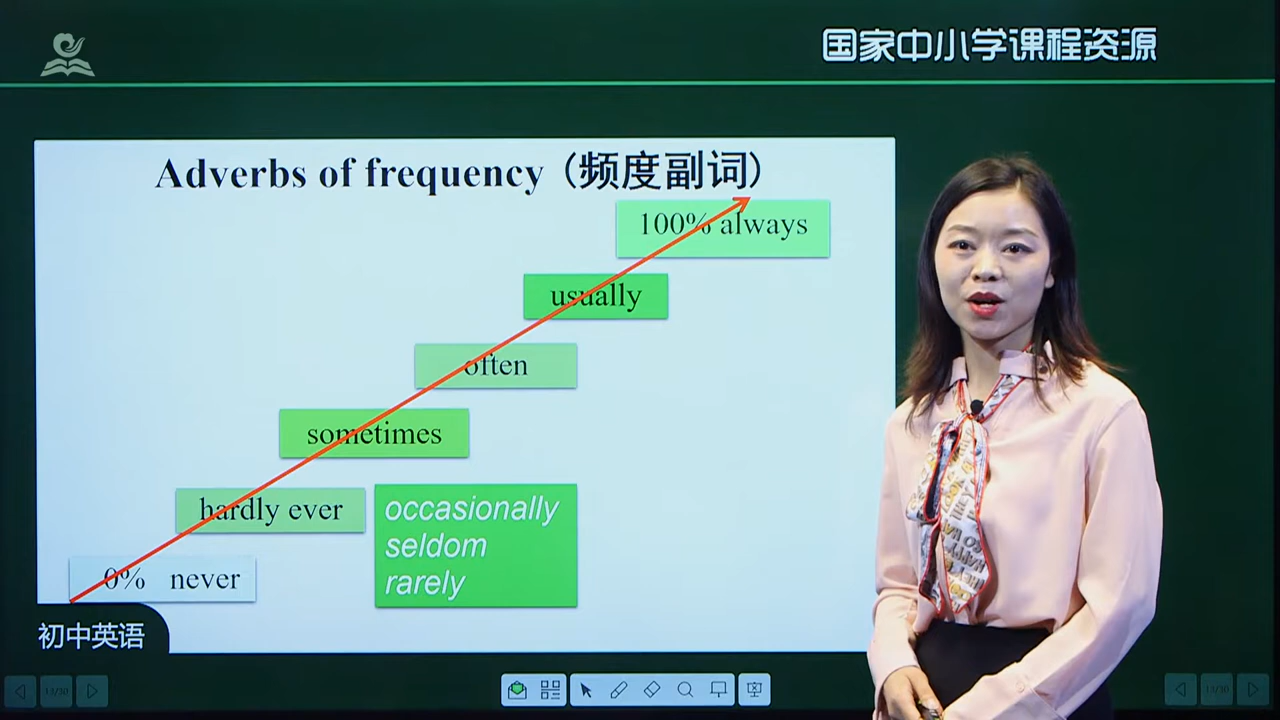 国家中小学课程资源
Adverbs of frequency (频度副词)
100% always
usually
often
sometimes
hardly ever
occasionally
seldom
rarely
0% never
初中英语